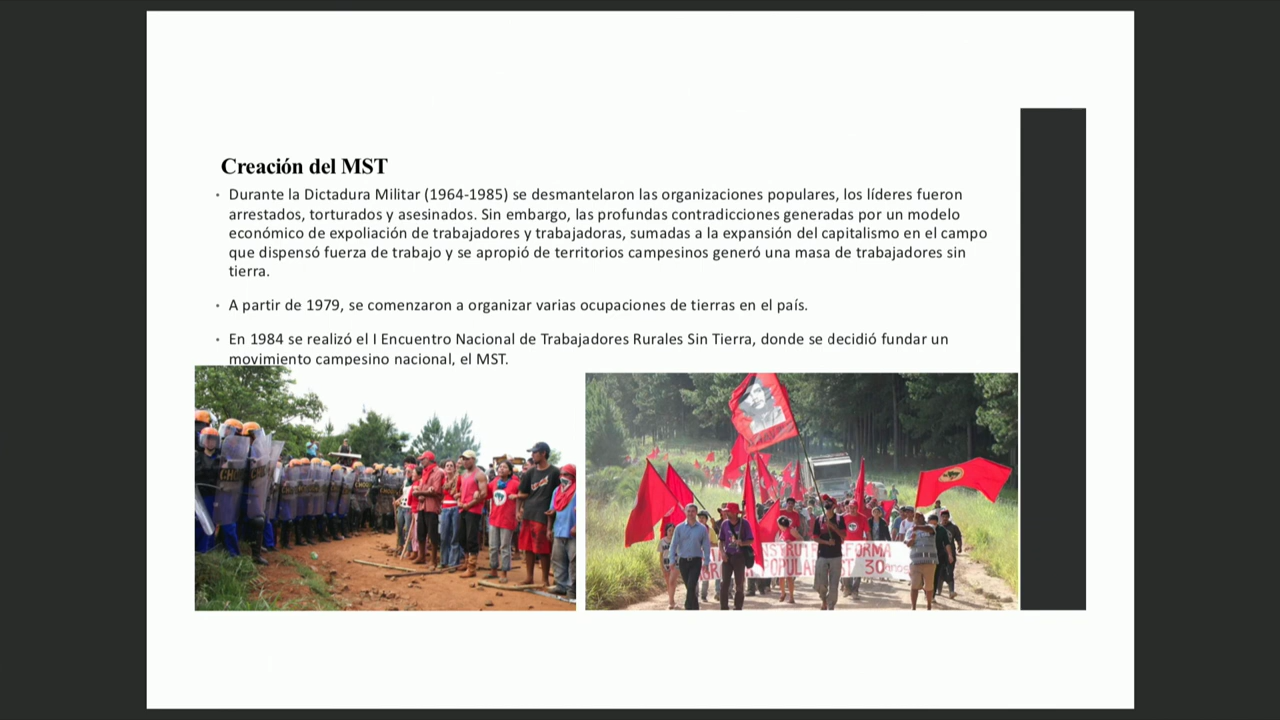 Creación del MST
• Durante la Dictadura Militar (1964-1985) se desmantelaron las organizaciones populares, los líderes fueron
arrestados, torturados y asesinados. Sin embargo, las profundas contradicciones generadas por un modelo
económico de expoliación de trabajadores y trabajadoras, sumadas a la expansión del capitalismo en el campo
que dispensó fuerza de trabajo y se apropió de territorios campesinos generó una masa de trabajadores sin
tierra.
• A partir de 1979, se comenzaron a organizar varias ocupaciones de tierras en el país.
• En 1984 se realizó el I Encuentro Nacional de Trabajadores Rurales Sin Tierra, donde se decidió fundar un
movimiento campesino nacional, el MST.
30 anos